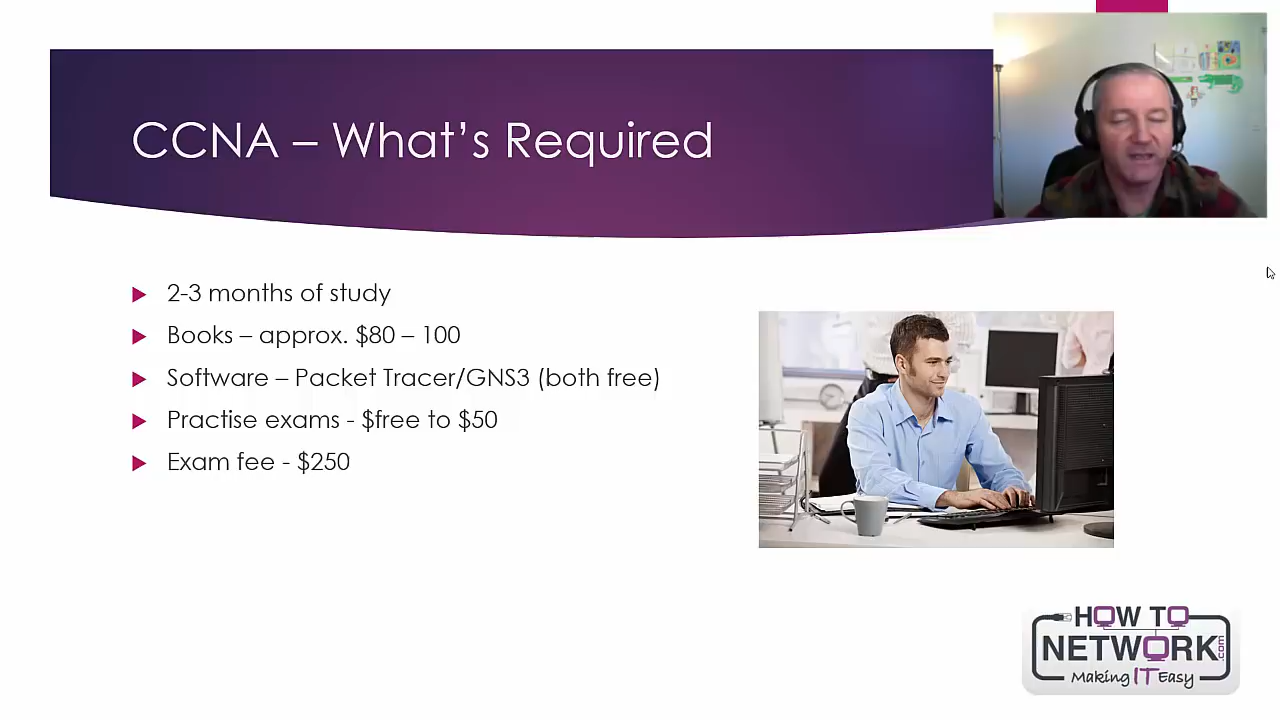 CCNA – What's Required
2-3 months of study
Books – approx. $80 – 100
Software – Packet Tracer/GNS3 (both free)
Practise exams - $free to $50
Exam fee - $250
HOW TO
NETWORK.com
Making IT Easy